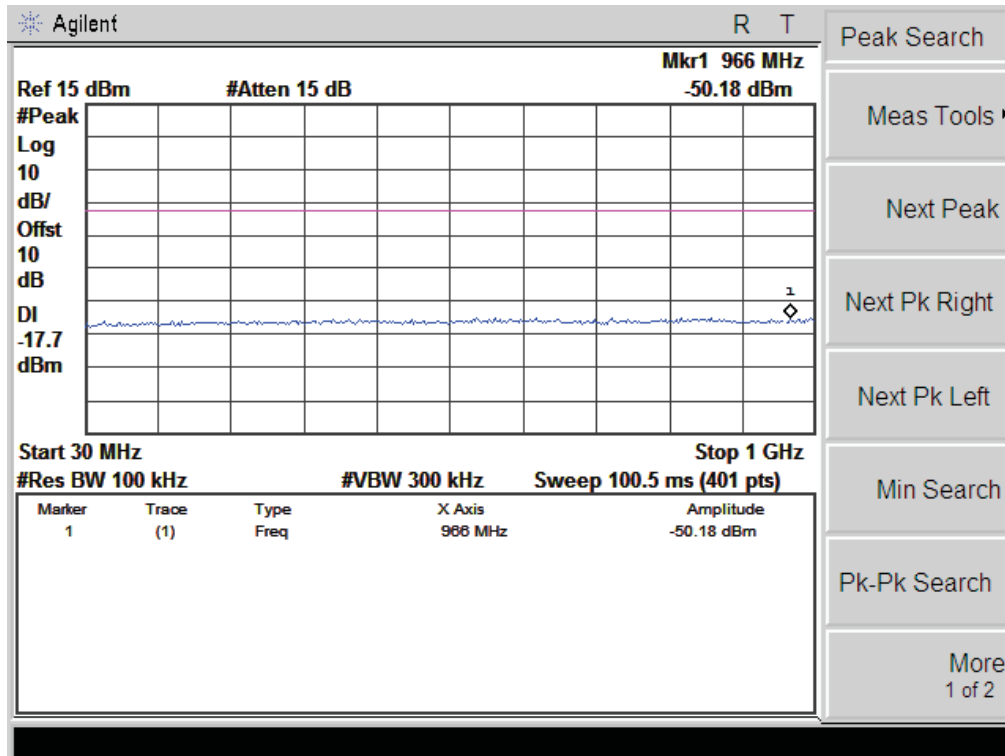 Agilent
R T
Peak Search
Mkr1 966 MHz
Ref 15 dBm #Atten 15 dB -50.18 dBm
#Peak
Log
10
dB/
Offst
10
dB
DI
-17.7
dBm
1
Start 30 MHz Stop 1 GHz
#Res BW 100 kHz #VBW 300 kHz Sweep 100.5 ms (401 pts)
Marker Trace Type X Axis Amplitude
1 (1) Freq 966 MHz -50.18 dBm
Meas Tools
Next Peak
Next Pk Right
Next Pk Left
Min Search
Pk-Pk Search
More
1 of 2